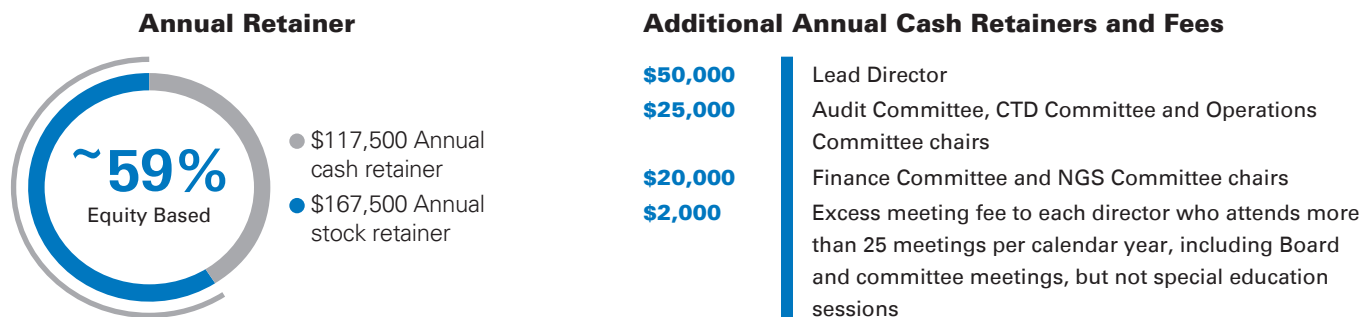 Annual Retainer
~59%
Equity Based
$117,500 Annual
cash retainer
$167,500 Annual
stock retainer
Additional Annual Cash Retainers and Fees
$50,000 Lead Director
$25,000 Audit Committee, CTD Committee and Operations
Committee chairs
$20,000 Finance Committee and NGS Committee chairs
$2,000 Excess meeting fee to each director who attends more
than 25 meetings per calendar year, including Board
and committee meetings, but not special education
sessions